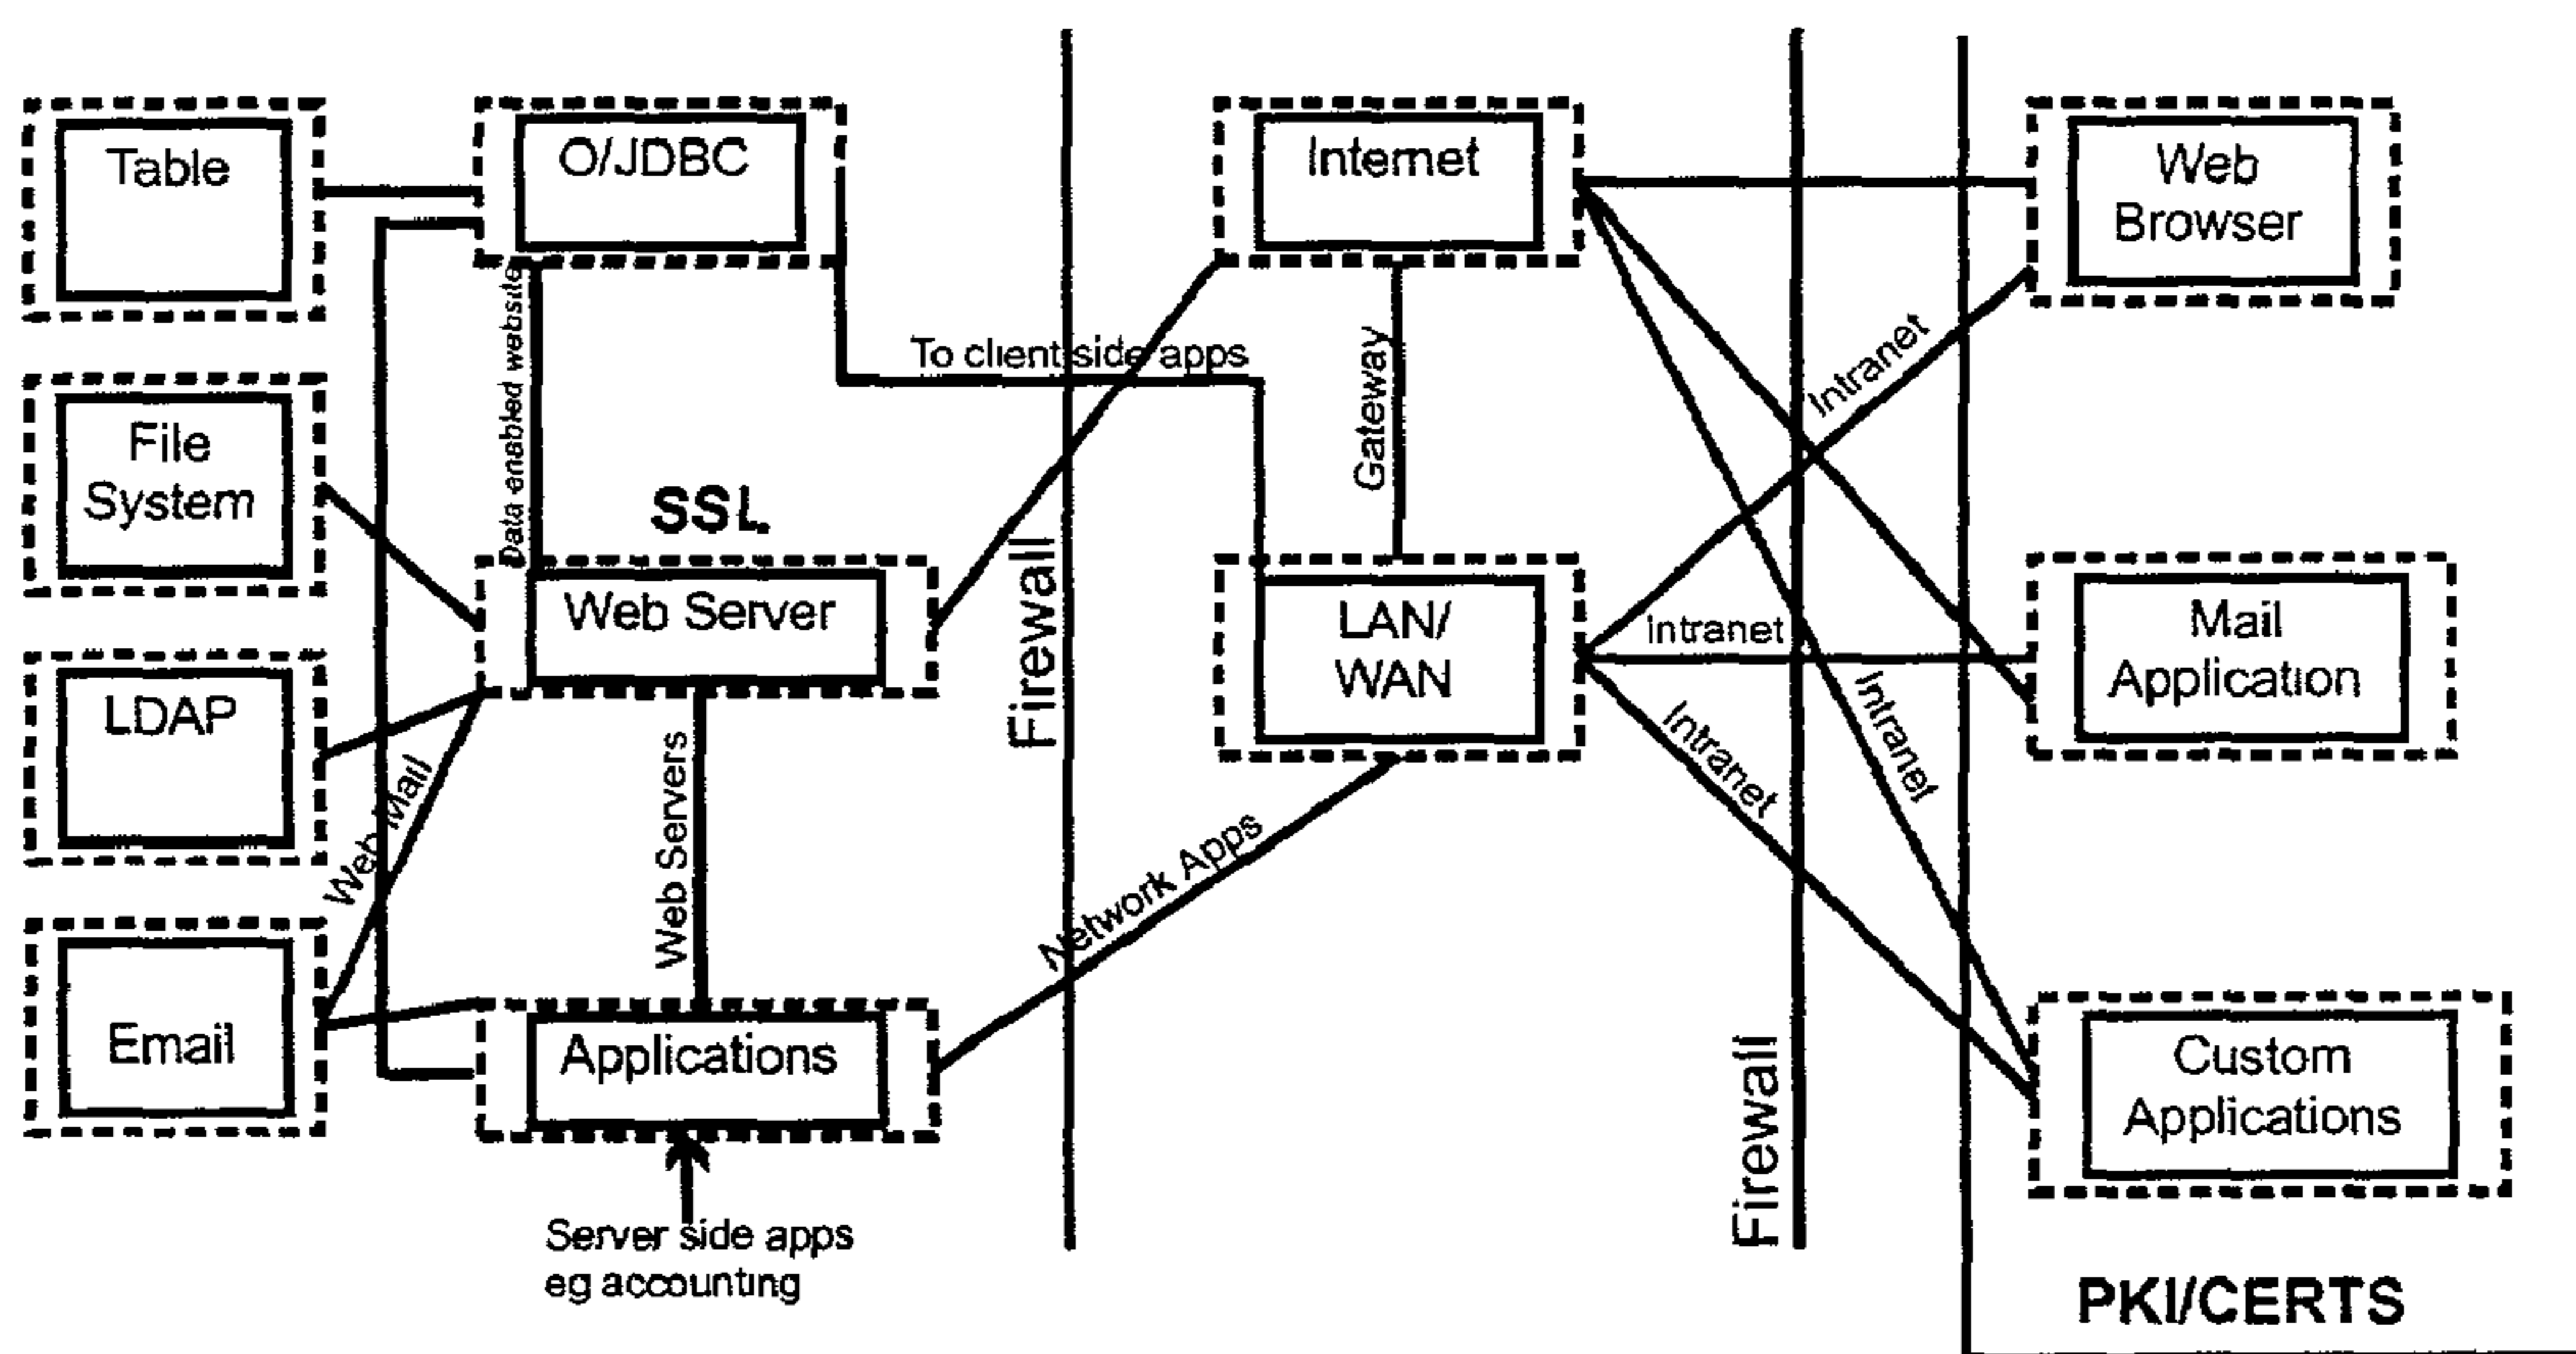 Table
O/JDBC
Internet
Web
Browser
Data enabled website
To client side apps
Gateway
Intranet
File
System
SSL
Web Server
Firewall
LAN/
WAN
Intranet
Mail
Application
LDAP
Web Mail
Web Servers
Network Apps
Intranet
Intranet
Email
Applications
Firewall
Custom
Applications
Server side apps
eg accounting
PKI/CERTS